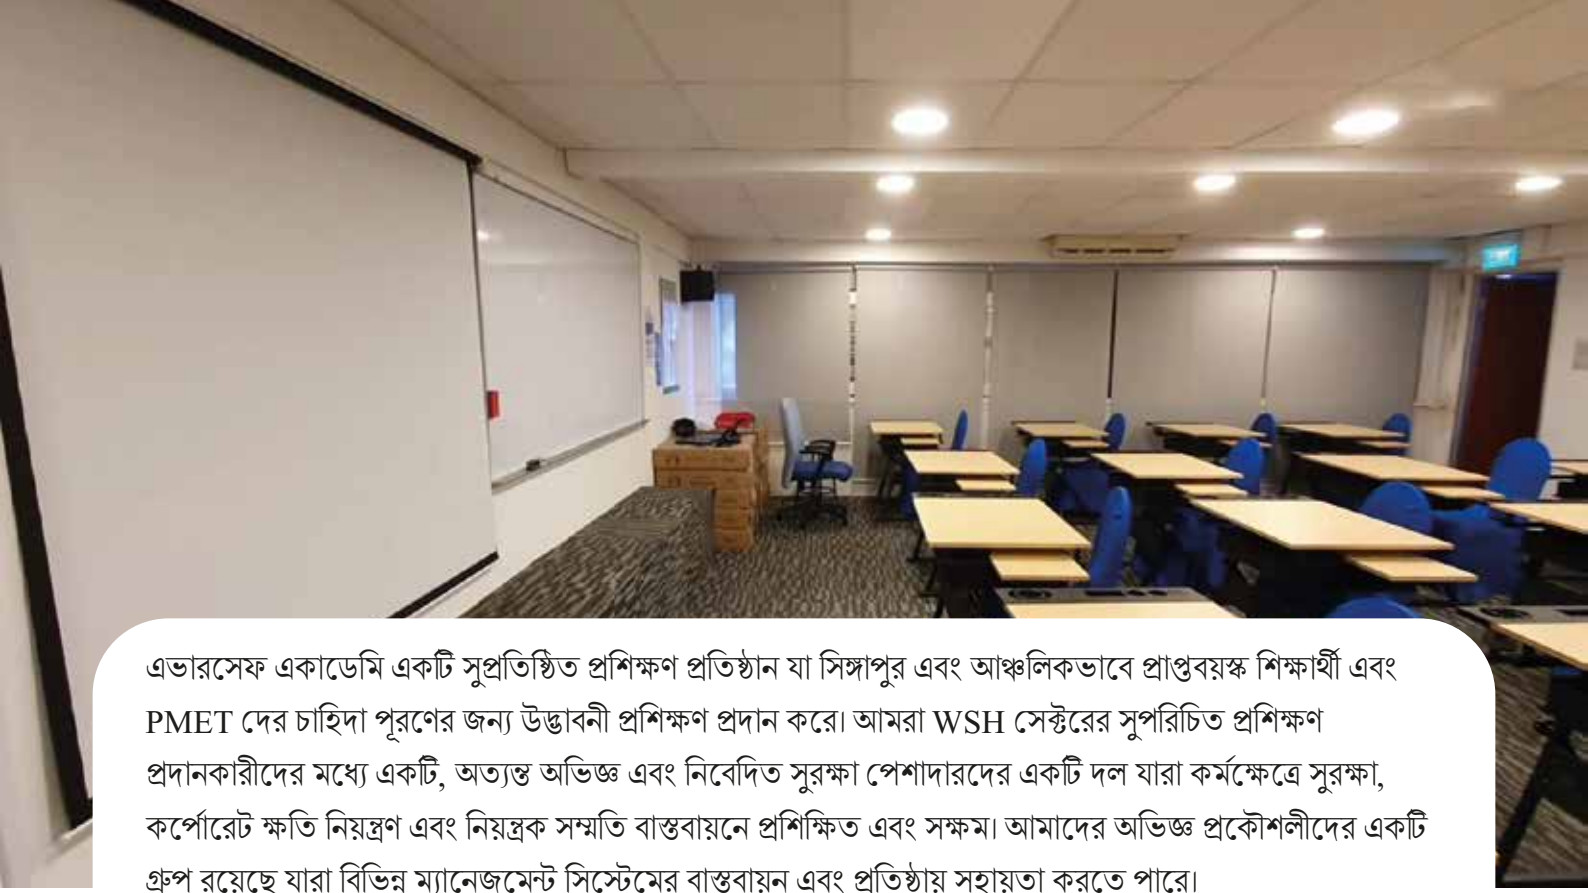 এভারসেফ একাডেমি একটি সুপ্রতিষ্ঠিত প্রশিক্ষণ প্রতিষ্ঠান যা সিঙ্গাপুর এবং আঞ্চলিকভাবে প্রাপ্তবয়স্ক শিক্ষার্থী এবং
PMET দের চাহিদা পূরণের জন্য উদ্ভাবনী প্রশিক্ষণ প্রদান করে। আমরা WSH সেক্টরের সুপরিচিত প্রশিক্ষণ
প্রদানকারীদের মধ্যে একটি, অত্যন্ত অভিজ্ঞ এবং নিবেদিত সুরক্ষা পেশাদারদের একটি দল যারা কর্মক্ষেত্রে সুরক্ষা,
কর্পোরেট ক্ষতি নিয়ন্ত্রণ এবং নিয়ন্ত্রক সম্মতি বাস্তবায়নে প্রশিক্ষিত এবং সক্ষম। আমাদের অভিজ্ঞ প্রকৌশলীদের একটি
গ্রুপ রয়েছে যারা বিভিন্ন ম্যানেজমেন্ট সিস্টেমের বাস্তবায়ন এবং প্রতিষ্ঠায় সহায়তা করতে পারে।